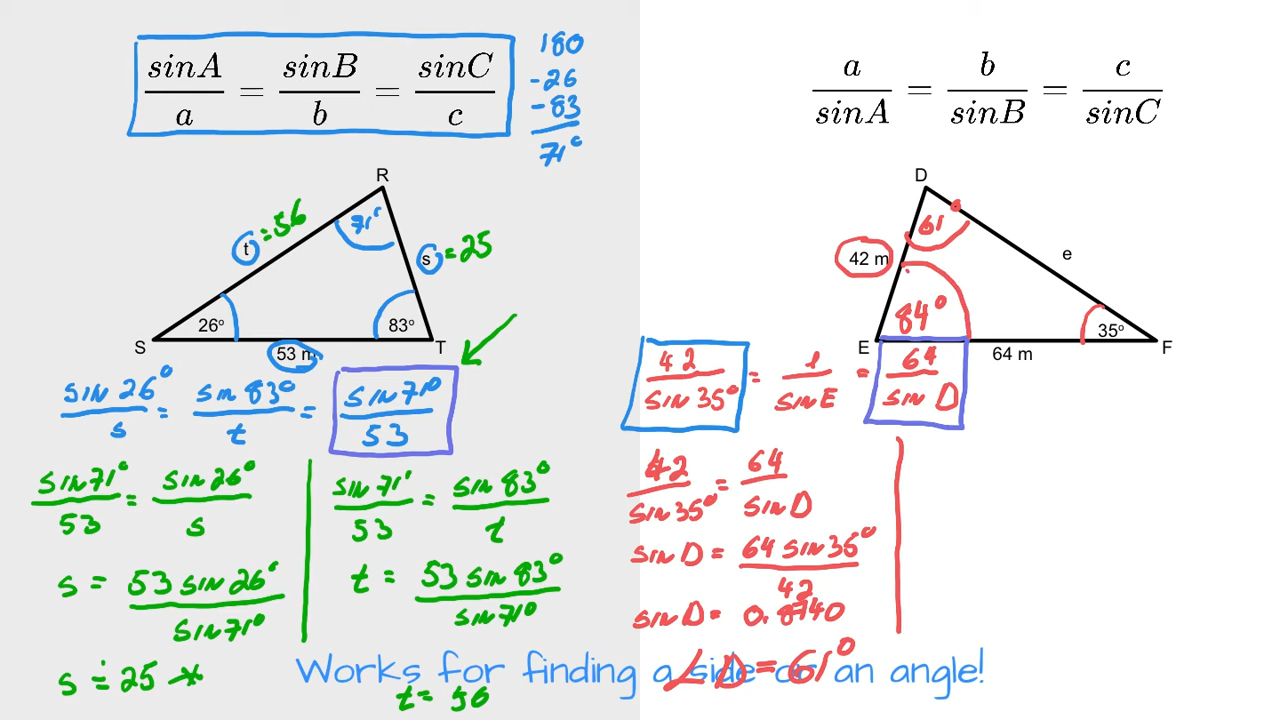 sinA/a = sinB/b = sinC/c
180
-26
-83
71°
R
71°
t = 56
s = 25
26°
83°
S
53 m
T
sin 26°/s = sin 83°/t = sin 71°/53
sin 71°/53 = sin 26°/s
s = 53 sin 26°/sin 71°
s ≐ 25
sin 71°/53 = sin 83°/t
t = 53 sin 83°/sin 71°
t = 56
a/sinA = b/sinB = c/sinC
D
61
42 m
e
84°
35°
E
64 m
F
42/sin 35° = l/sin E = 64/sin D
42/sin 35° = 64/sin D
sin D = 64 sin 35°/42
sin D = 0.8740
∠D = 61°
Works for finding a side or an angle!